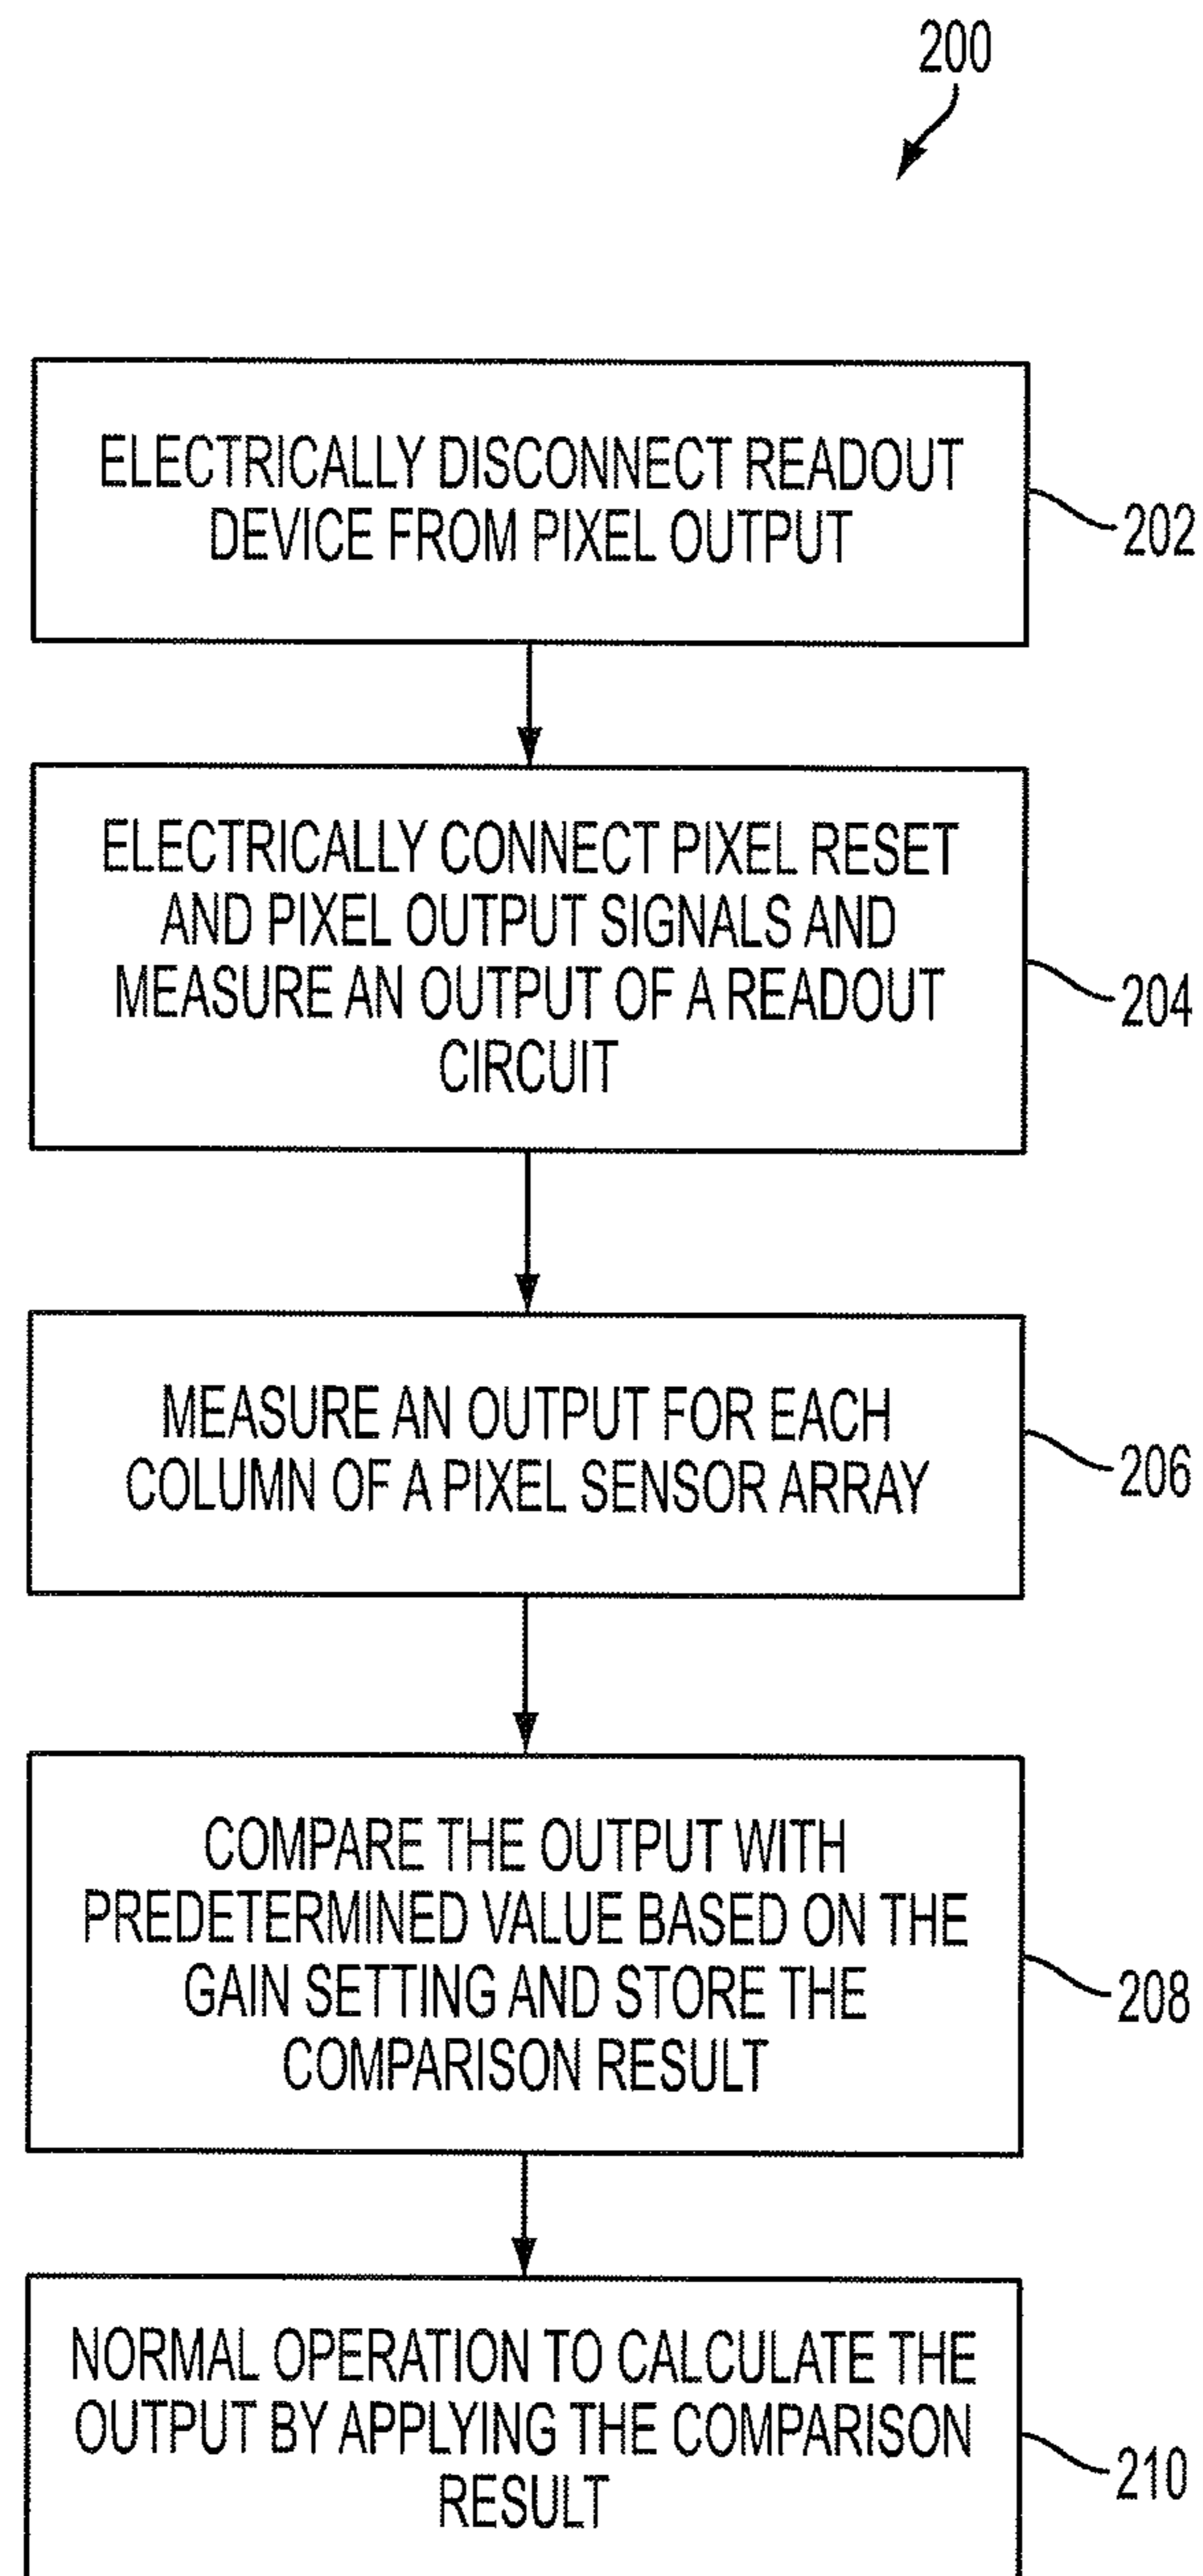 200
ELECTRICALLY DISCONNECT READOUT
DEVICE FROM PIXEL OUTPUT
202
ELECTRICALLY CONNECT PIXEL RESET
AND PIXEL OUTPUT SIGNALS AND
MEASURE AN OUTPUT OF A READOUT
CIRCUIT
204
MEASURE AN OUTPUT FOR EACH
COLUMN OF A PIXEL SENSOR ARRAY
206
COMPARE THE OUTPUT WITH
PREDETERMINED VALUE BASED ON THE
GAIN SETTING AND STORE THE
COMPARISON RESULT
208
NORMAL OPERATION TO CALCULATE THE
OUTPUT BY APPLYING THE COMPARISON
RESULT
210